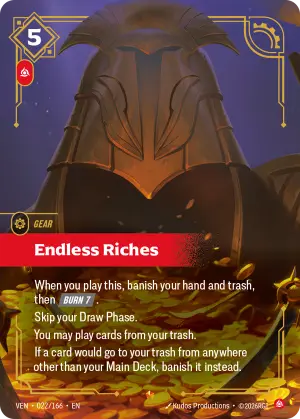 5
GEAR
Endless Riches
When you play this, banish your hand and trash,
then BURN 7 .
Skip your Draw Phase.
You may play cards from your trash.
If a card would go to your trash from anywhere
other than your Main Deck, banish it instead.
VEN • 022/166 • EN
Kudos Productions • ©2026RG